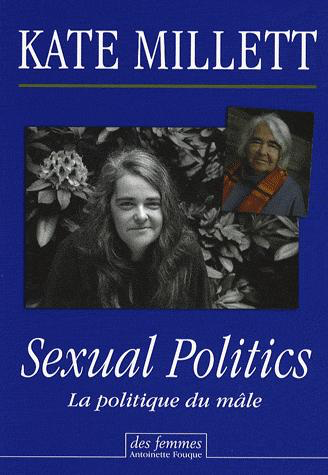 KATE MILLETT
Sexual Politics
La politique du mâle
des femmes
Antoinette Fouque